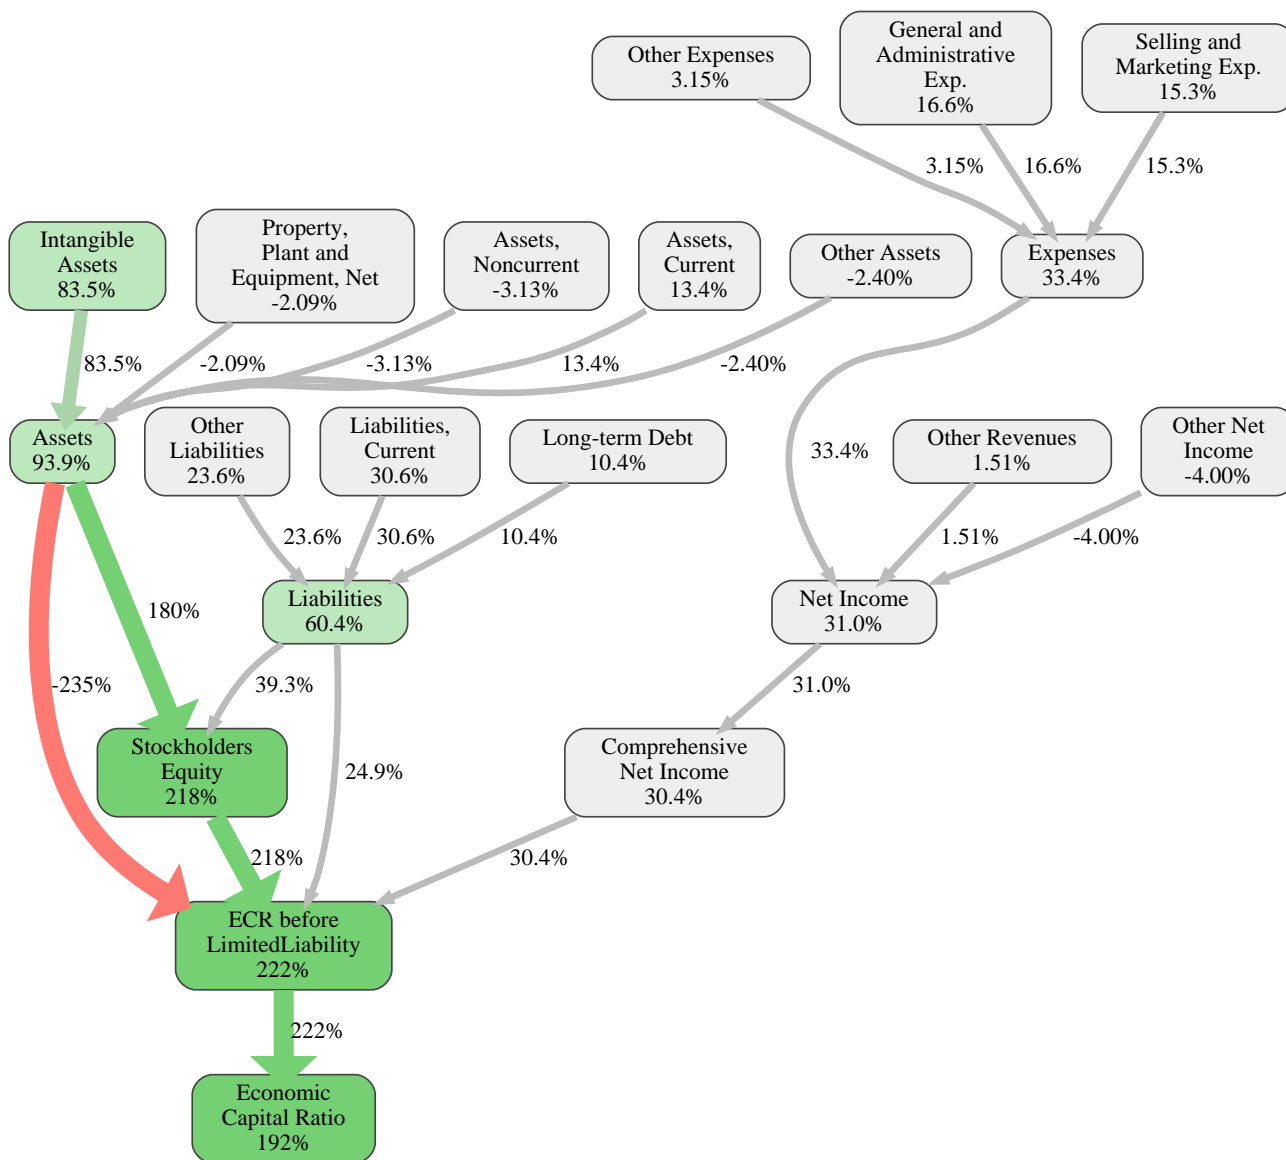 Other Expenses
3.15%
General and
Administrative
Exp.
16.6%
Selling and
Marketing Exp.
15.3%
3.15%
16.6%
15.3%
Intangible
Assets
83.5%
Property,
Plant and
Equipment, Net
-2.09%
Assets,
Noncurrent
-3.13%
Assets,
Current
13.4%
Other Assets
-2.40%
Expenses
33.4%
83.5%
-2.09%
-3.13%
13.4%
-2.40%
Assets
93.9%
Other
Liabilities
23.6%
Liabilities,
Current
30.6%
Long-term Debt
10.4%
33.4%
Other Revenues
1.51%
Other Net
Income
-4.00%
23.6%
30.6%
10.4%
1.51%
-4.00%
180%
Liabilities
60.4%
Net Income
31.0%
-235%
39.3%
31.0%
Stockholders
Equity
218%
24.9%
Comprehensive
Net Income
30.4%
218%
30.4%
ECR before
LimitedLiability
222%
222%
Economic
Capital Ratio
192%